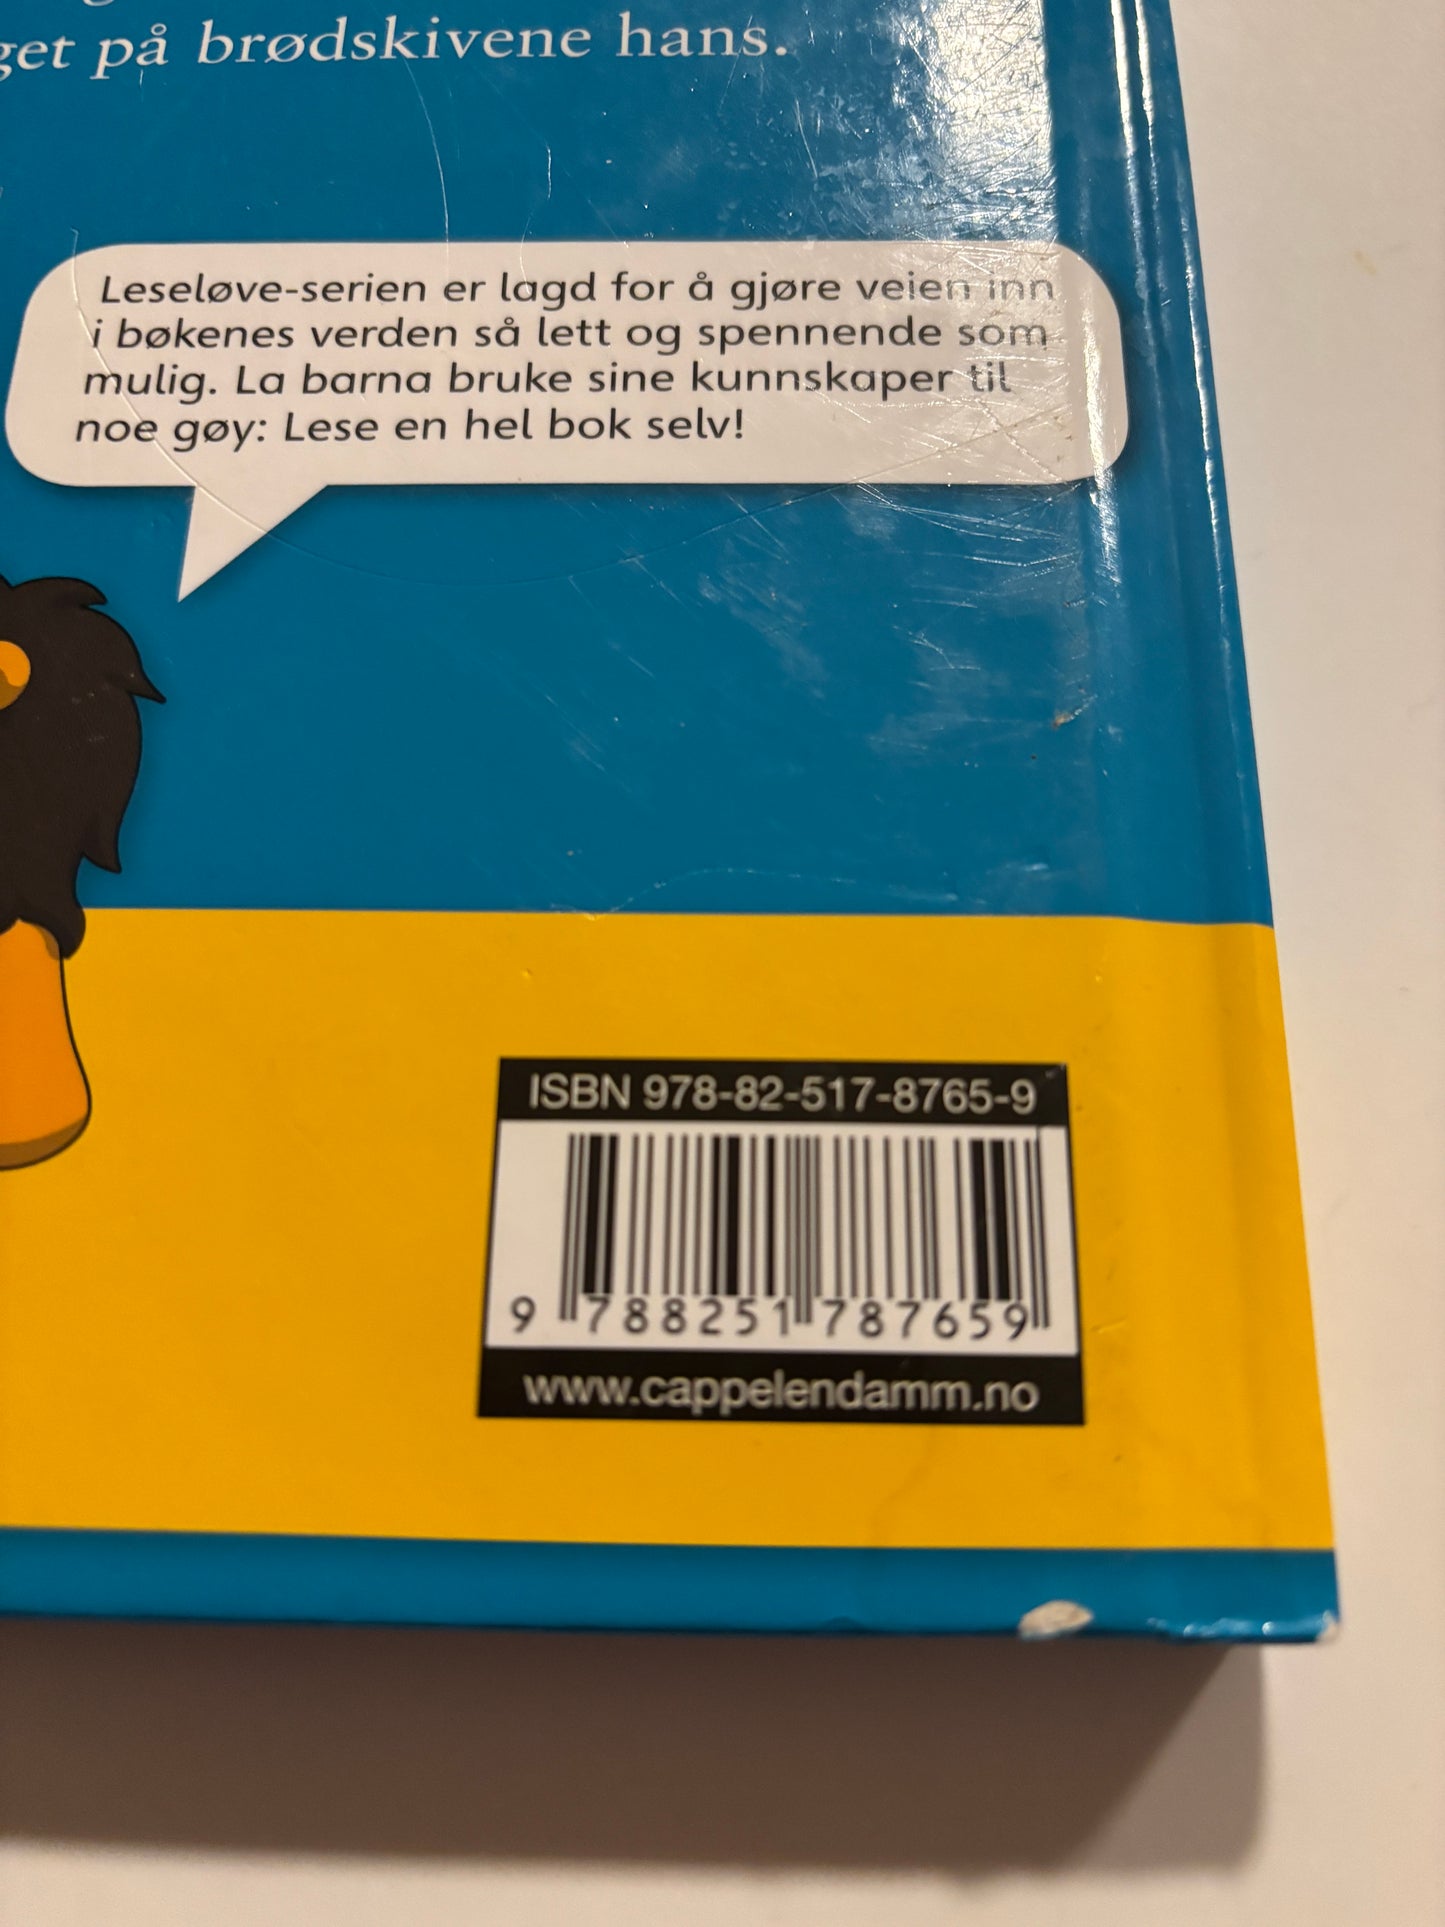 på brødskivene hans.
Leseløve-serien er lagd for å gjøre veien inn
i bøkenes verden så lett og spennende som
mulig. La barna bruke sine kunnskaper til
noe gøy: Lese en hel bok selv!
ISBN 978-82-517-8765-9
9 788251 787659
www.cappelendamm.no